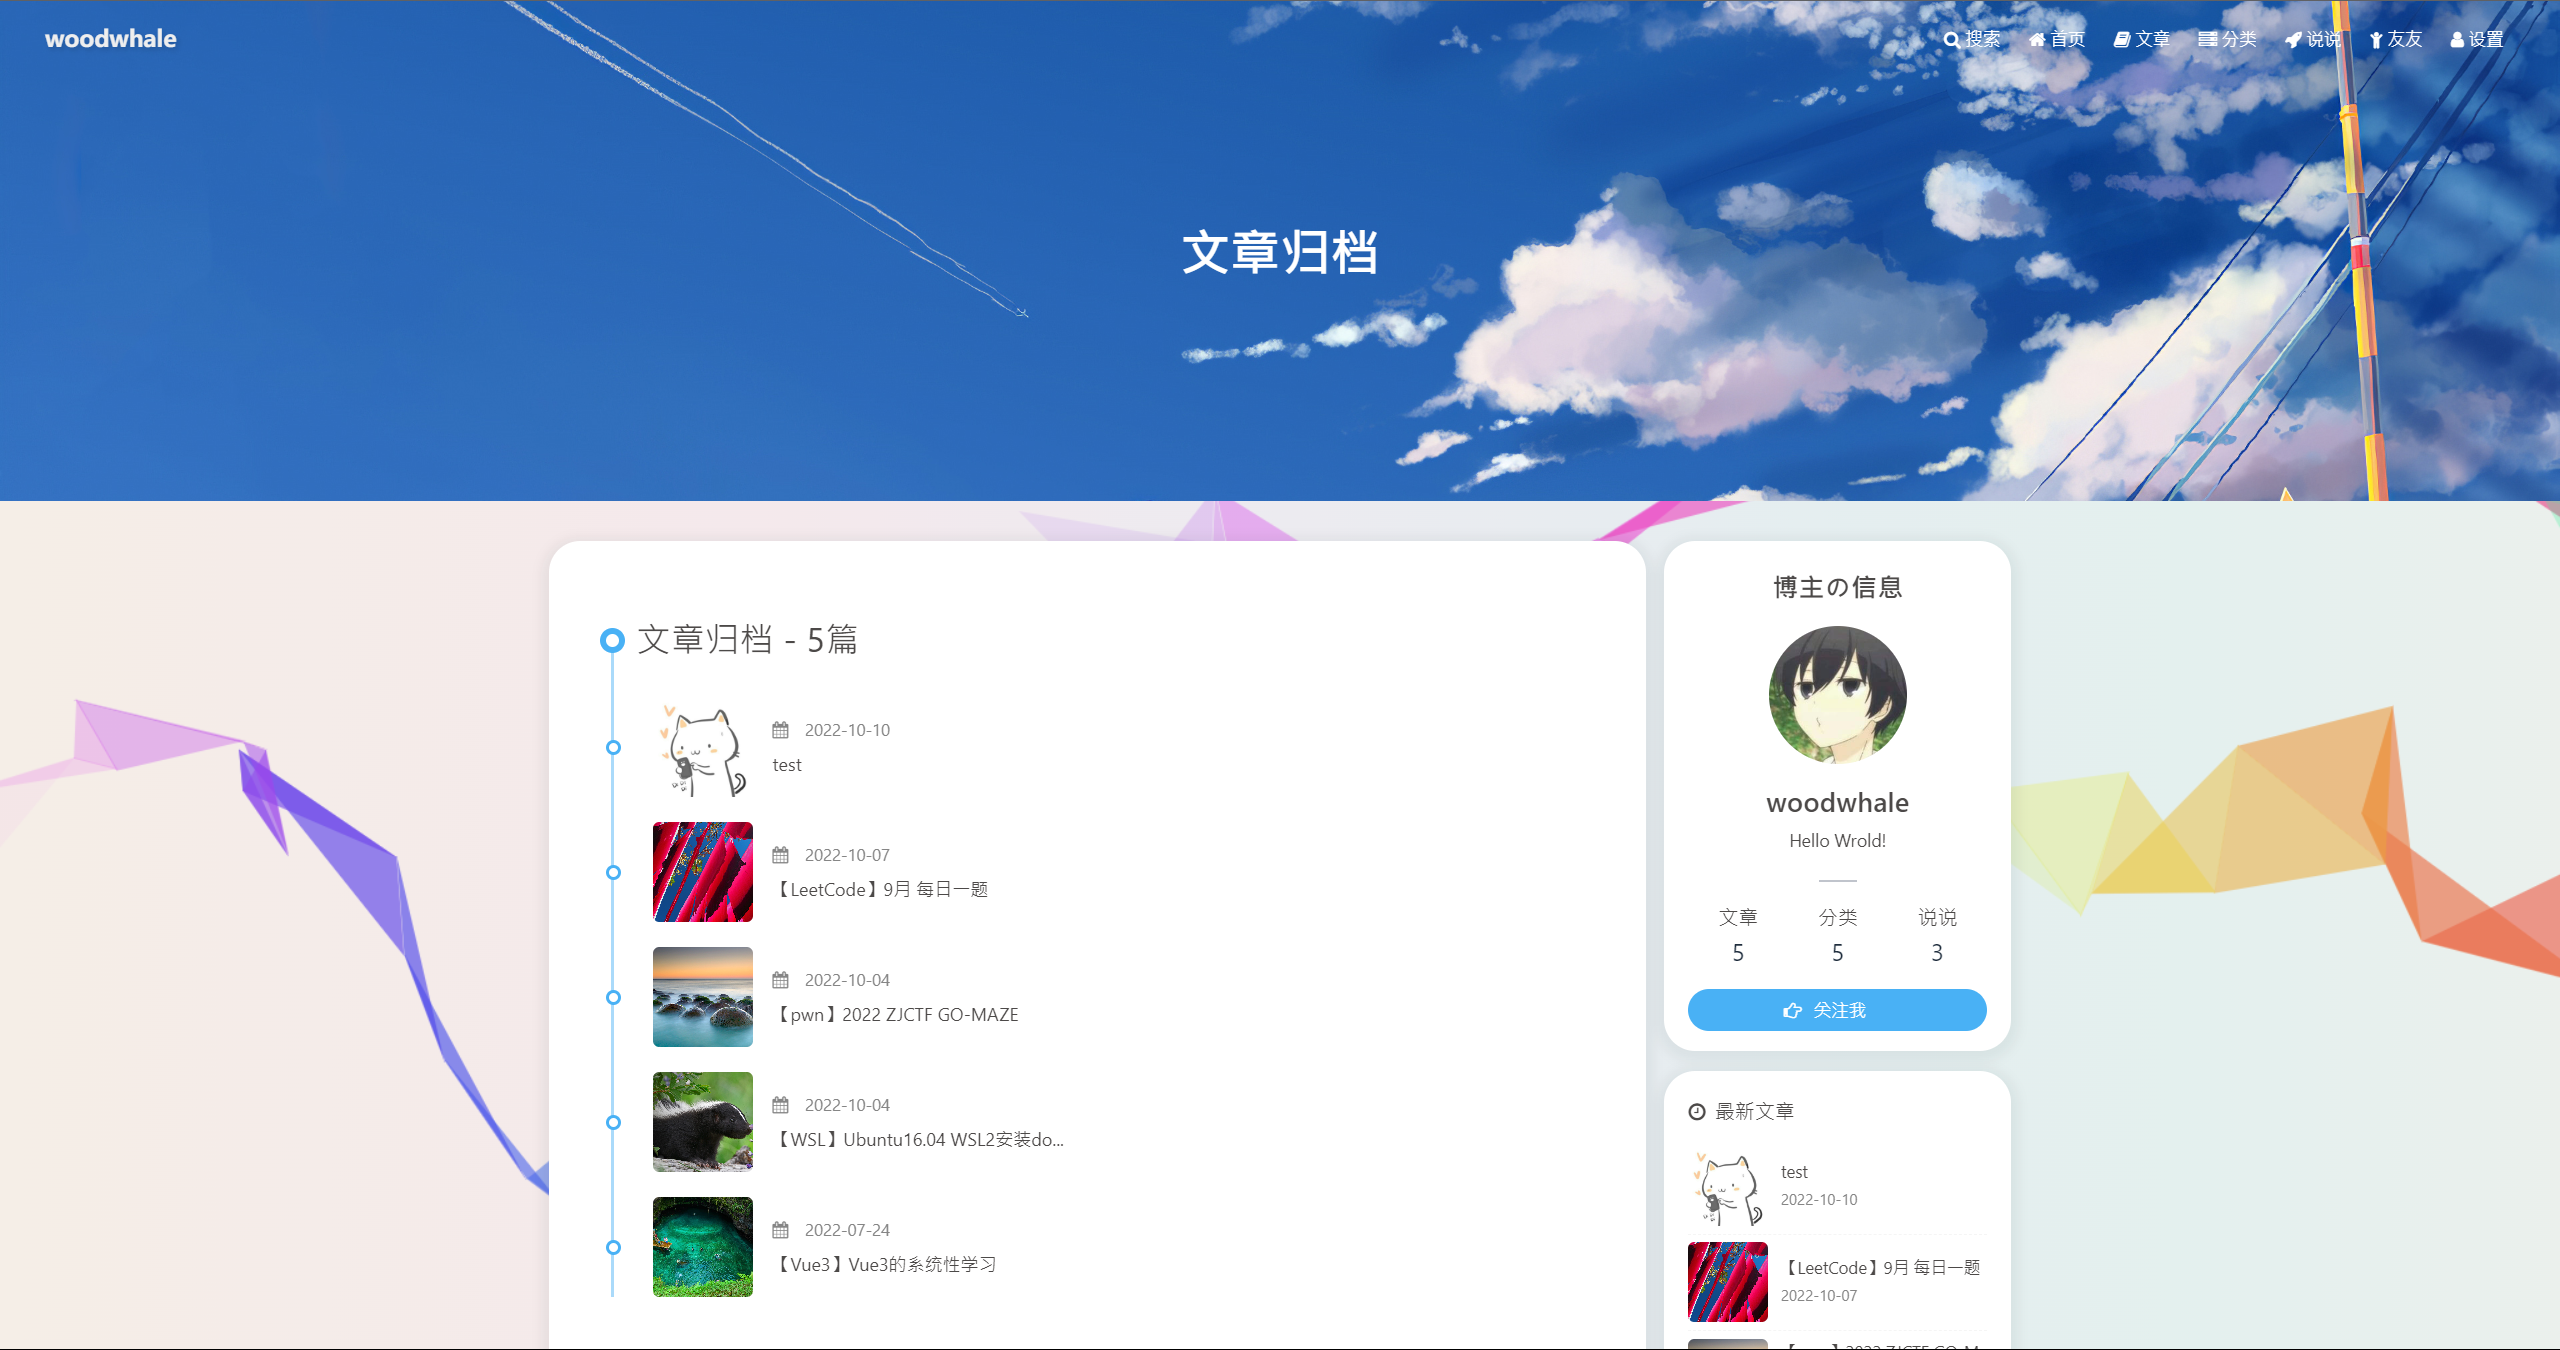 woodwhale
搜索 首页 文章 分类 说说 友友 设置
文章归档
文章归档 - 5篇
2022-10-10
test
2022-10-07
【LeetCode】9月 每日一题
2022-10-04
【pwn】2022 ZJCTF GO-MAZE
2022-10-04
【WSL】Ubuntu16.04 WSL2安装do...
2022-07-24
【Vue3】Vue3的系统性学习
博主の信息
woodwhale
Hello Wrold!
文章 分类 说说
5 5 3
关注我
最新文章
test
2022-10-10
【LeetCode】9月 每日一题
2022-10-07